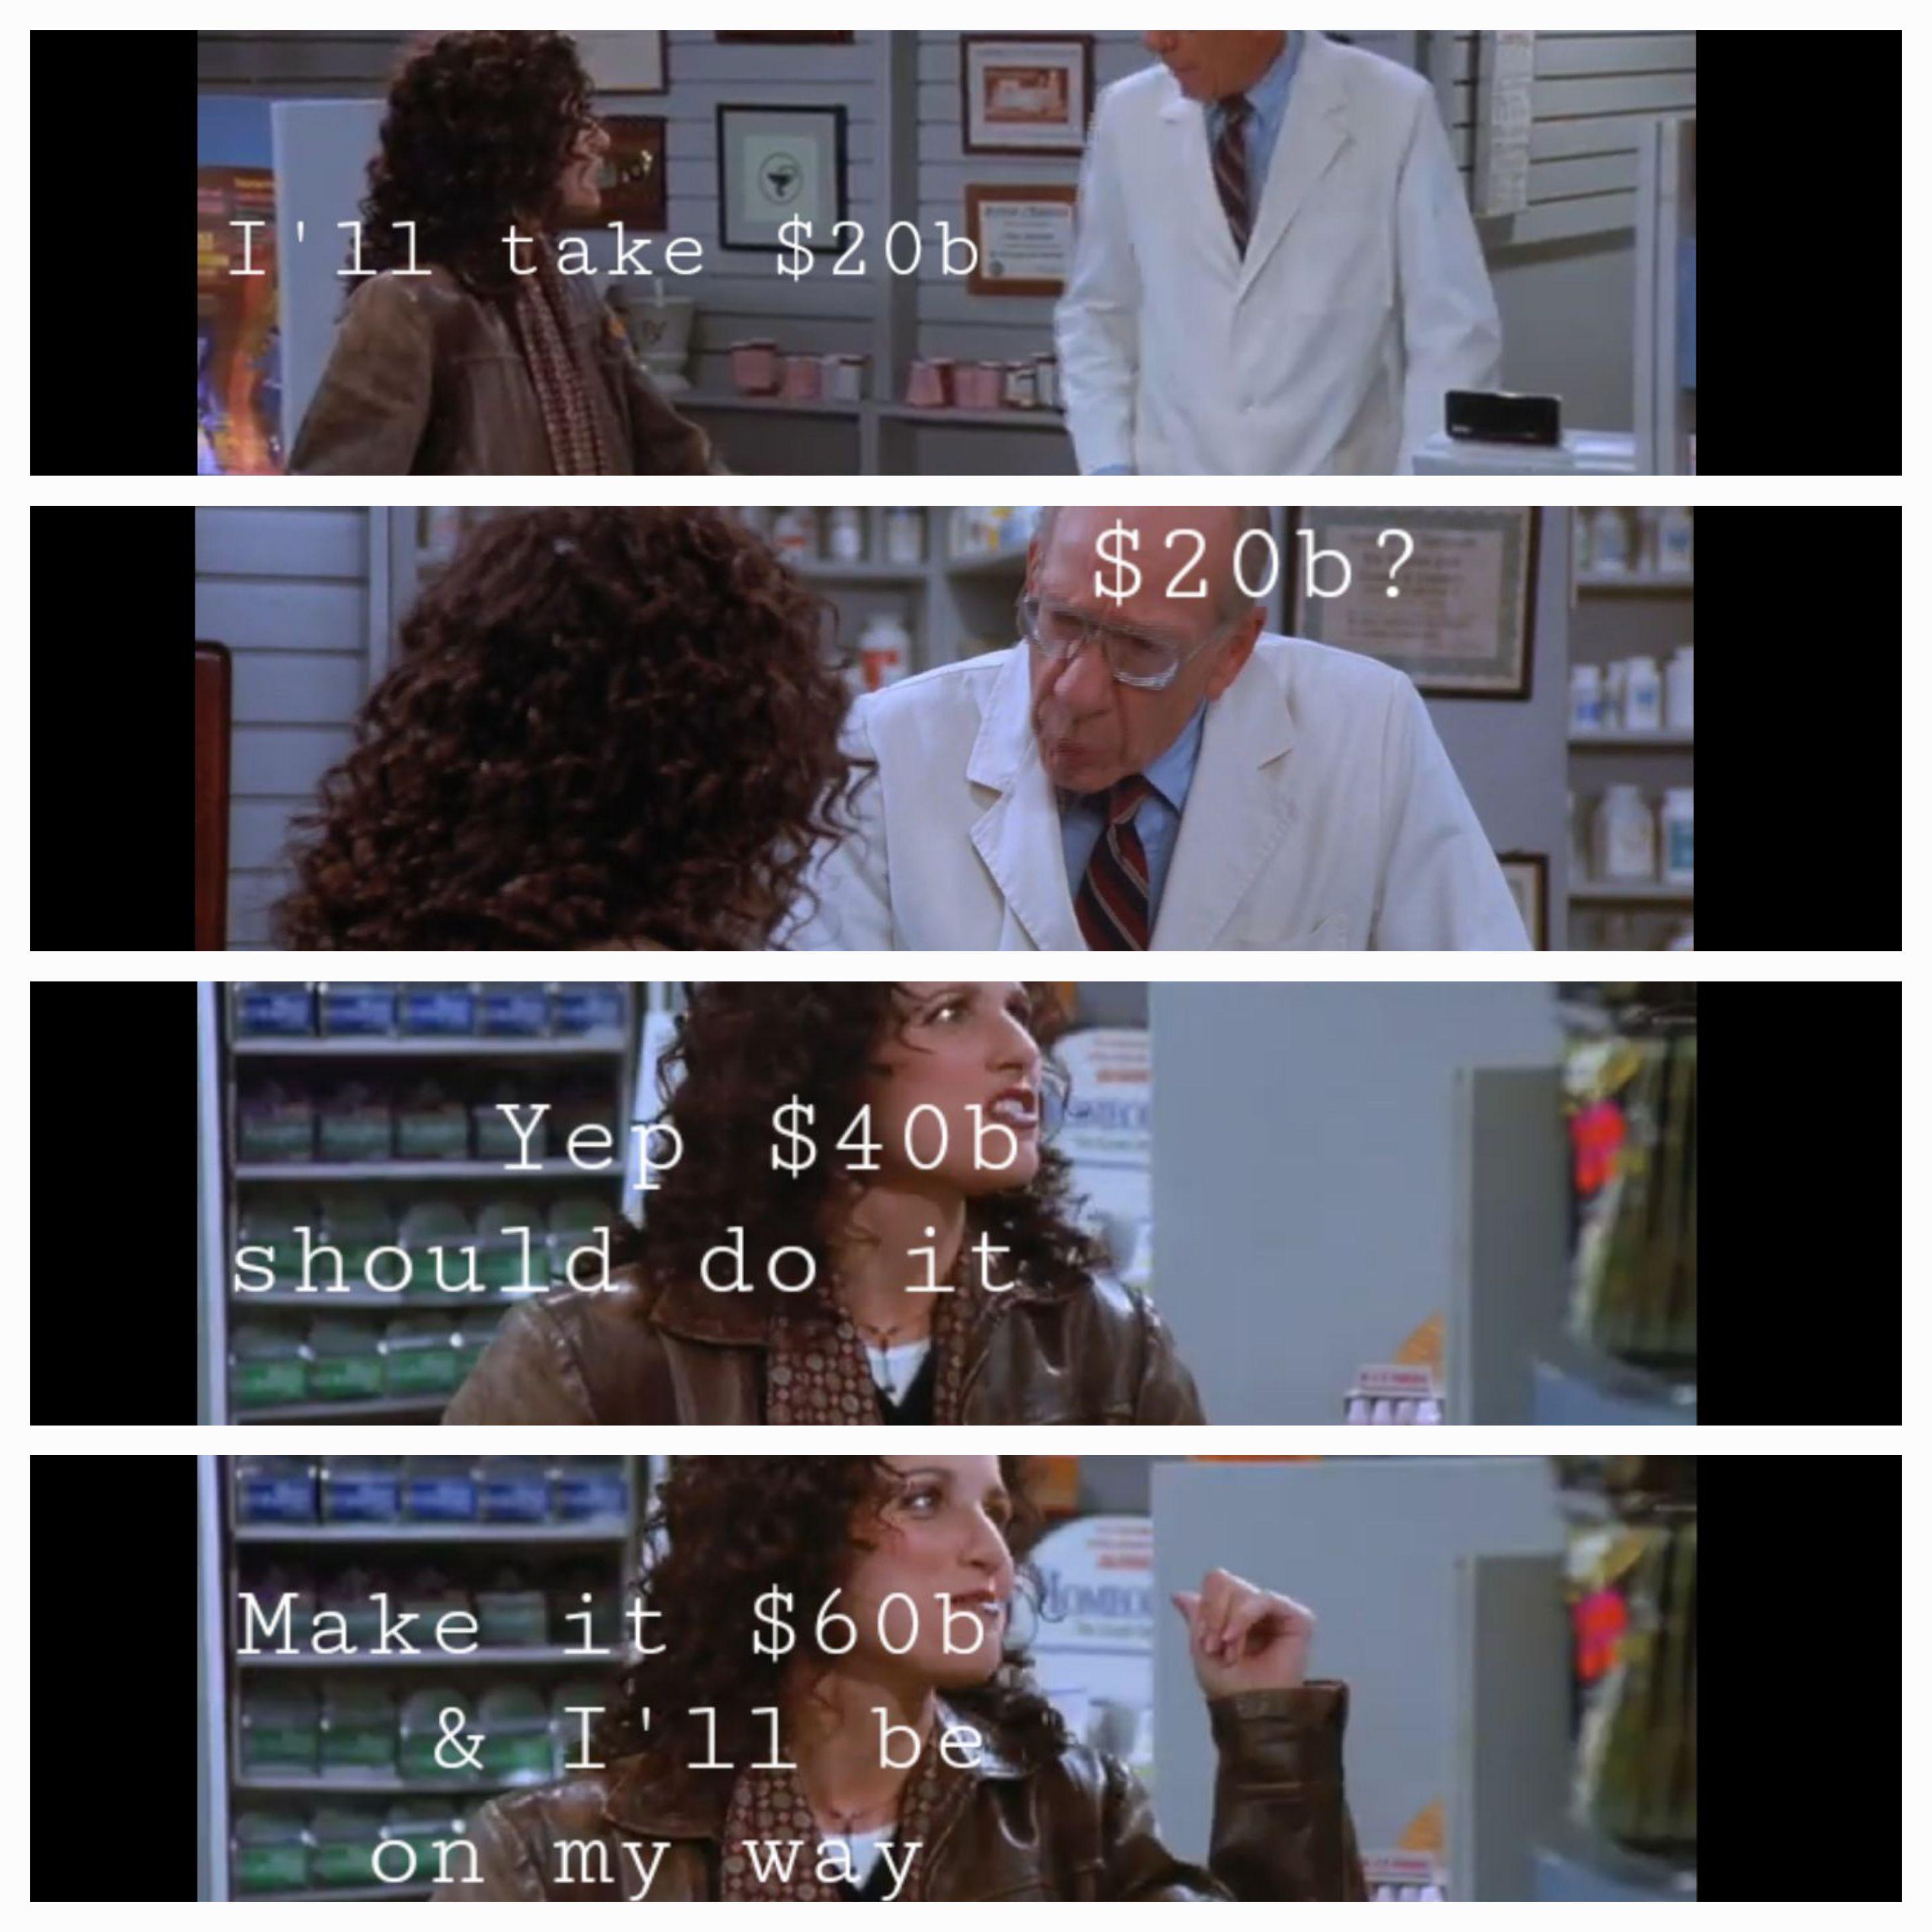 I'll take $20b
$20b?
Yep $40b
should do it
Make it $60b
& I'll be
on my way